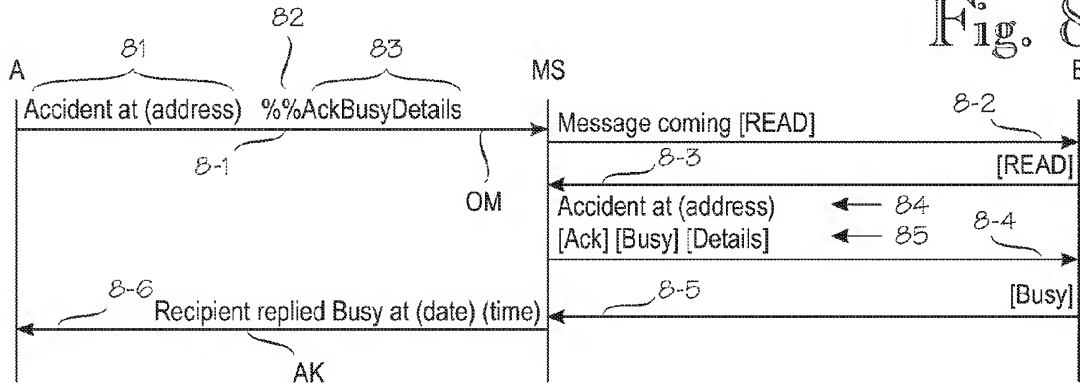 Fig. 8
82
81
83
A
MS
Accident at (address) %%AckBusyDetails
8-1
OM
Message coming [READ]
8-2
8-3
[READ]
Accident at (address)
84
[Ack] [Busy] [Details]
85
8-4
8-5
[Busy]
8-6
Recipient replied Busy at (date) (time)
AK